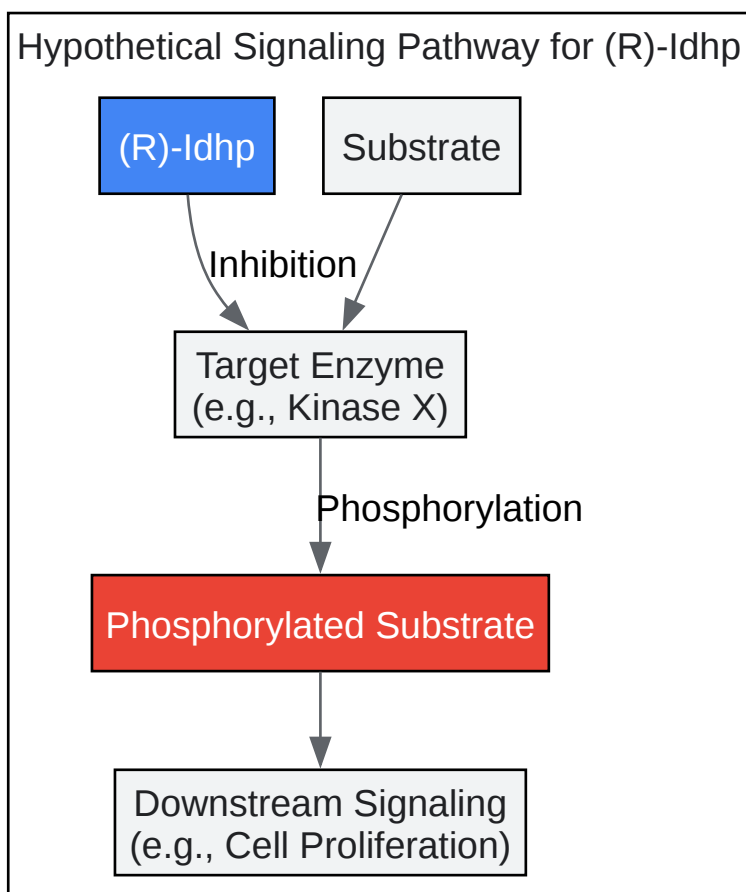 Hypothetical Signaling Pathway for (R)-Idhp
(R)-Idhp
Substrate
Inhibition
Target Enzyme
(e.g., Kinase X)
Phosphorylation
Phosphorylated Substrate
Downstream Signaling
(e.g., Cell Proliferation)